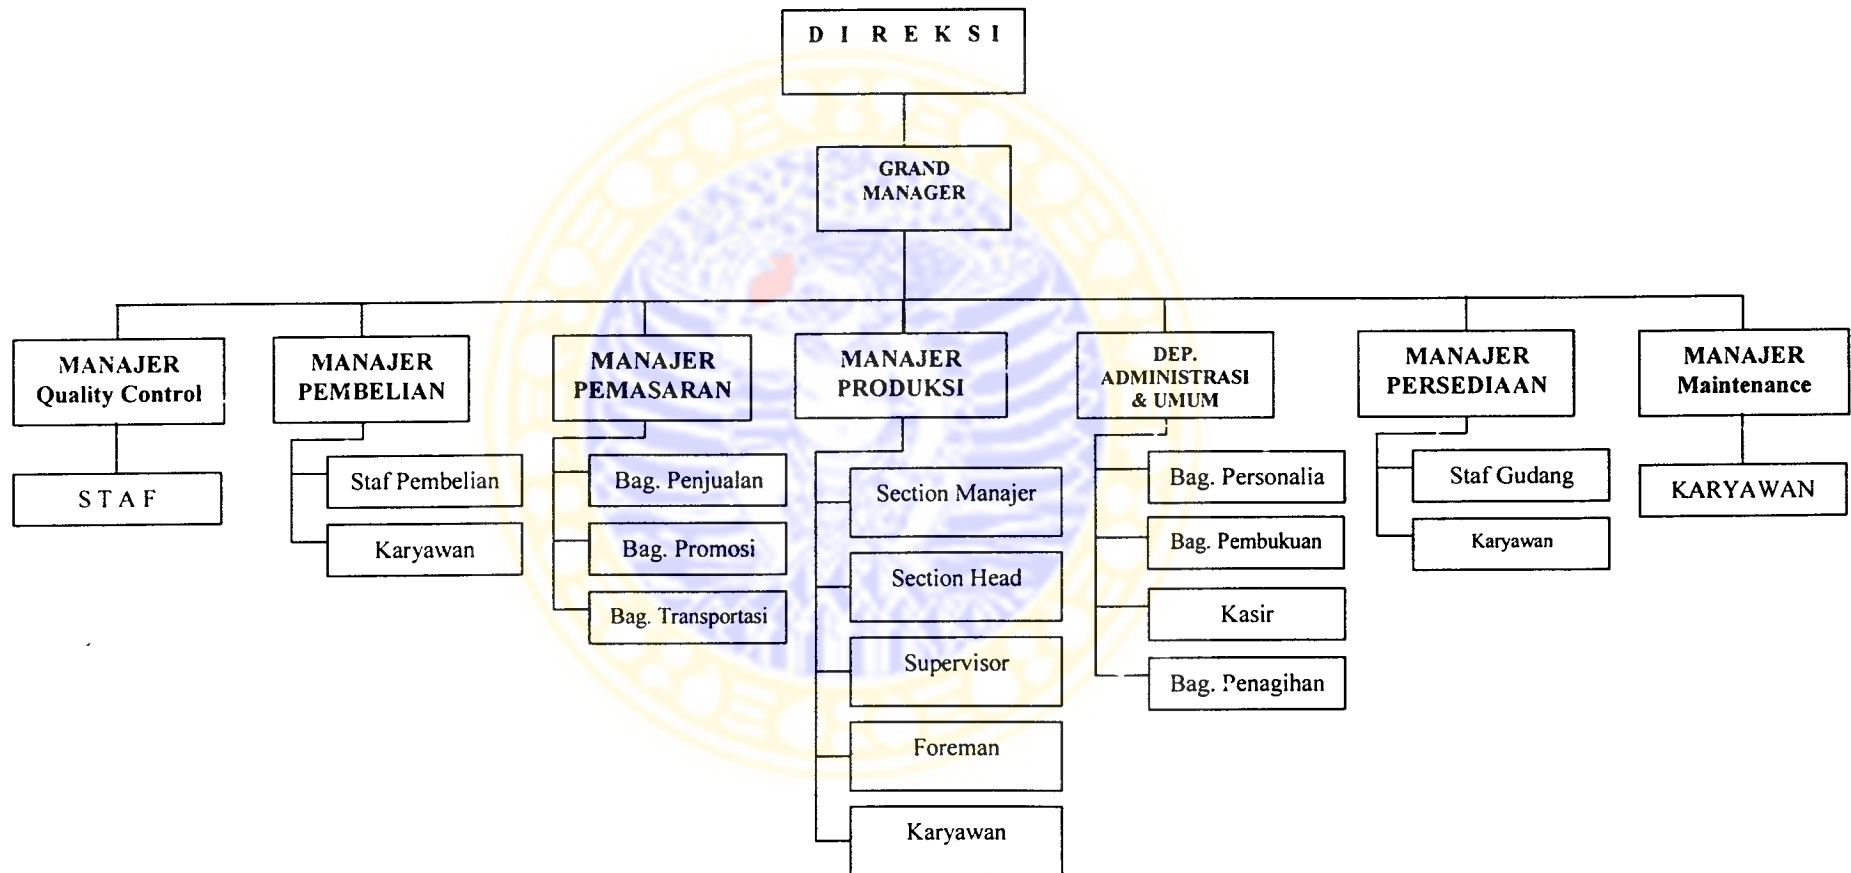 D I R E K S I
GRAND
MANAGER
MANAJER
Quality Control
MANAJER
PEMBELIAN
MANAJER
PEMASARAN
MANAJER
PRODUKSI
DEP.
ADMINISTRASI
& UMUM
MANAJER
PERSEDIAAN
MANAJER
Maintenance
S T A F
Staf Pembelian
Karyawan
Bag. Penjualan
Bag. Promosi
Bag. Transportasi
Section Manajer
Section Head
Supervisor
Foreman
Karyawan
Bag. Personalia
Bag. Pembukuan
Kasir
Bag. Penagihan
Staf Gudang
Karyawan
KARYAWAN